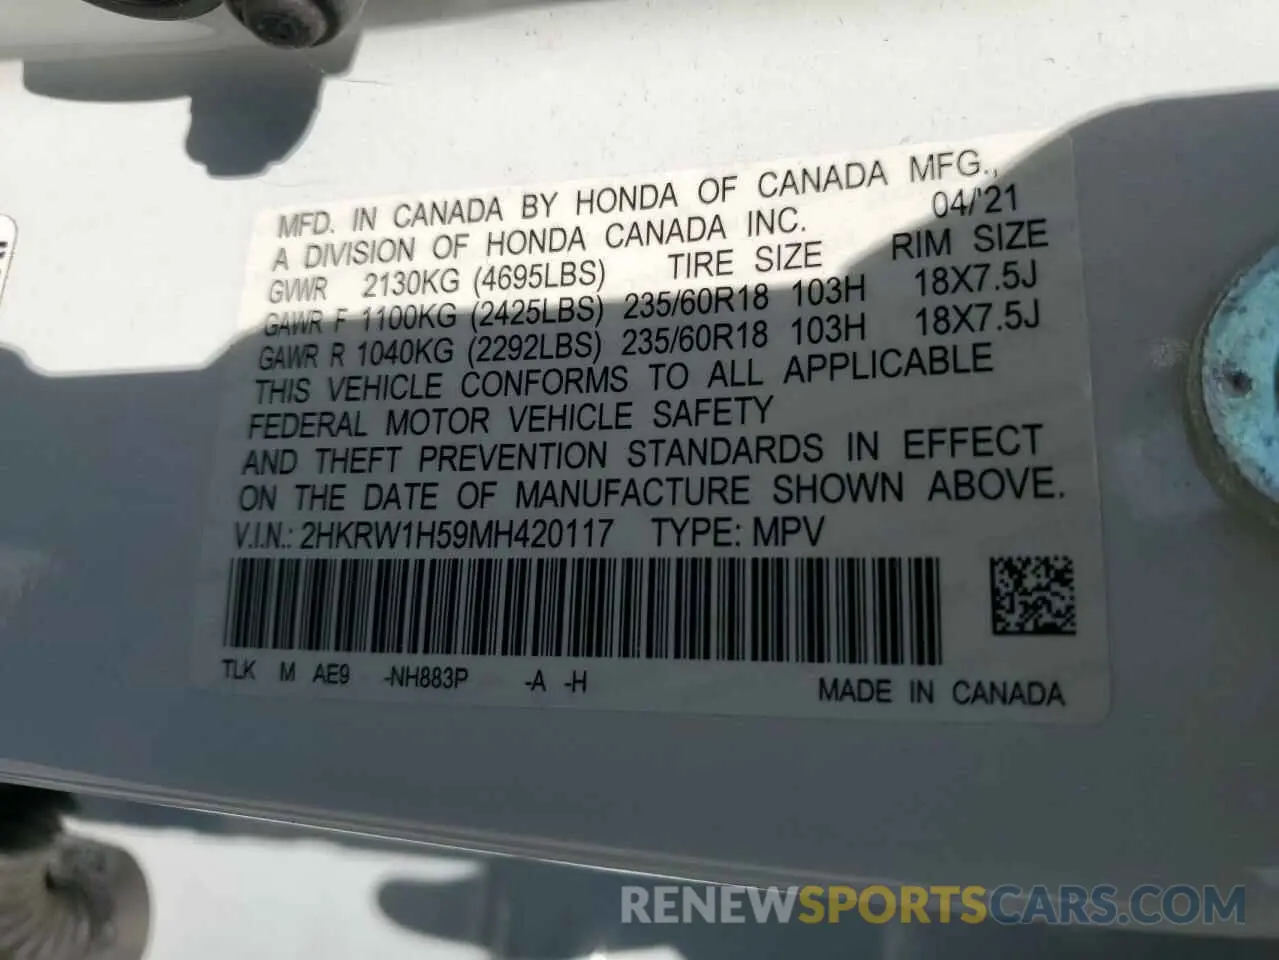 MFD. IN CANADA BY HONDA OF CANADA MFG.,
A DIVISION OF HONDA CANADA INC. 04/'21
GVWR 2130KG (4695LBS) TIRE SIZE RIM SIZE
GAWR F 1100KG (2425LBS) 235/60R18 103H 18X7.5J
GAWR R 1040KG (2292LBS) 235/60R18 103H 18X7.5J
THIS VEHICLE CONFORMS TO ALL APPLICABLE
FEDERAL MOTOR VEHICLE SAFETY
AND THEFT PREVENTION STANDARDS IN EFFECT
ON THE DATE OF MANUFACTURE SHOWN ABOVE.
V.I.N.: 2HKRW1H59MH420117 TYPE: MPV
TLK M AE9 -NH883P -A -H
MADE IN CANADA
RENEWSPORTSCARS.COM